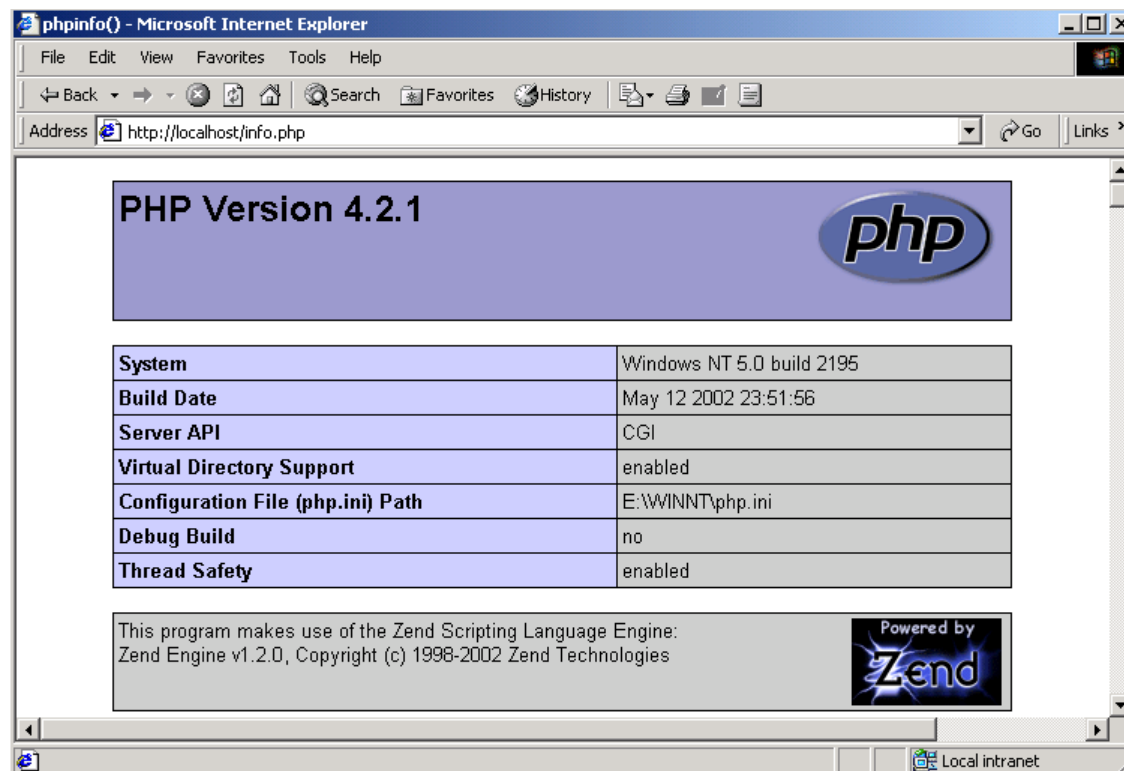 phpinfo() - Microsoft Internet Explorer
File Edit View Favorites Tools Help
Back Search Favorites History
Address http://localhost/info.php Go Links
PHP Version 4.2.1
php
System Windows NT 5.0 build 2195
Build Date May 12 2002 23:51:56
Server API CGI
Virtual Directory Support enabled
Configuration File (php.ini) Path E:\WINNT\php.ini
Debug Build no
Thread Safety enabled
This program makes use of the Zend Scripting Language Engine:
Zend Engine v1.2.0, Copyright (c) 1998-2002 Zend Technologies
Powered by
Zend
Local intranet